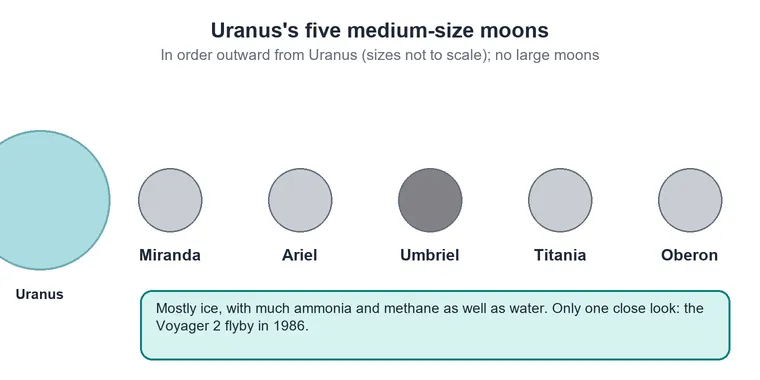 Uranus's five medium-size moons
In order outward from Uranus (sizes not to scale); no large moons
Miranda
Ariel
Umbriel
Titania
Oberon
Uranus
Mostly ice, with much ammonia and methane as well as water. Only one close look: the
Voyager 2 flyby in 1986.